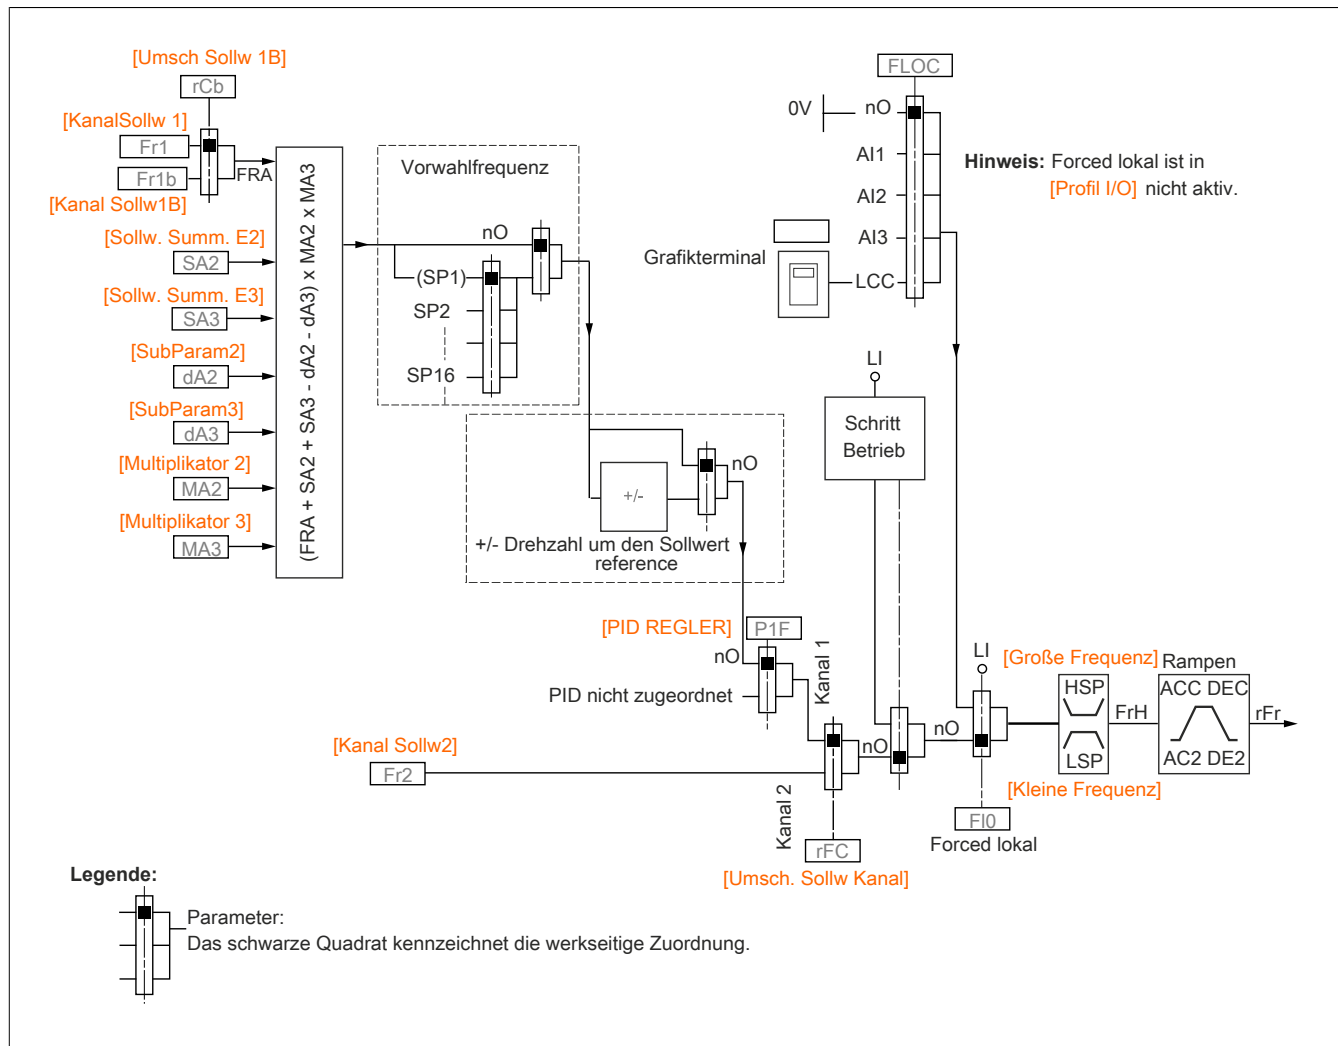 [Umsch Sollw 1B]
rCb
[KanalSollw 1]
Fr1
Fr1b
FRA
[Kanal Sollw1B]
[Sollw. Summ. E2]
SA2
[Sollw. Summ. E3]
SA3
[SubParam2]
dA2
[SubParam3]
dA3
[Multiplikator 2]
MA2
[Multiplikator 3]
MA3
(FRA + SA2 + SA3 - dA2 - dA3) x MA2 x MA3
Vorwahlfrequenz
nO
(SP1)
SP2
SP16
FLOC
0V
nO
AI1
AI2
AI3
LCC
Grafikterminal
Hinweis: Forced lokal ist in
[Profil I/O] nicht aktiv.
LI
Schritt
Betrieb
nO
+/-
+/- Drehzahl um den Sollwert
reference
[PID REGLER]
P1F
nO
PID nicht zugeordnet
Kanal 1
[Kanal Sollw2]
Fr2
Kanal 2
nO
nO
rFC
[Umsch. Sollw Kanal]
LI
FI0
Forced lokal
[Große Frequenz]
HSP
LSP
[Kleine Frequenz]
FrH
Rampen
ACC DEC
AC2 DE2
rFr
Legende:
Parameter:
Das schwarze Quadrat kennzeichnet die werkseitige Zuordnung.